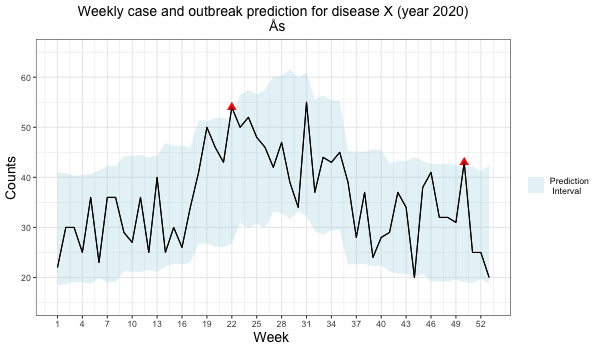 Weekly case and outbreak prediction for disease X (year 2020)
Ås
Counts
60
50
40
30
20
1 4 7 10 13 16 19 22 25 28 31 34 37 40 43 46 49 52
Week
Prediction
Interval